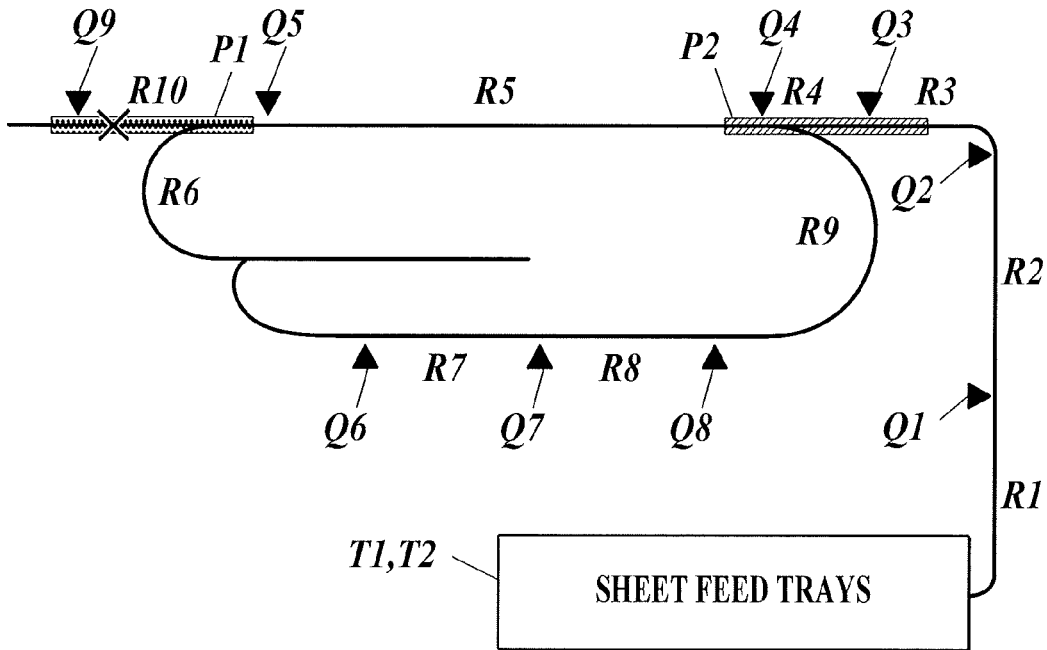 Q9
Q5
Q4
Q3
P1
P2
R10
R5
R4
R3
R6
Q2
R9
R2
R7
R8
Q6
Q7
Q8
Q1
R1
T1,T2
SHEET FEED TRAYS